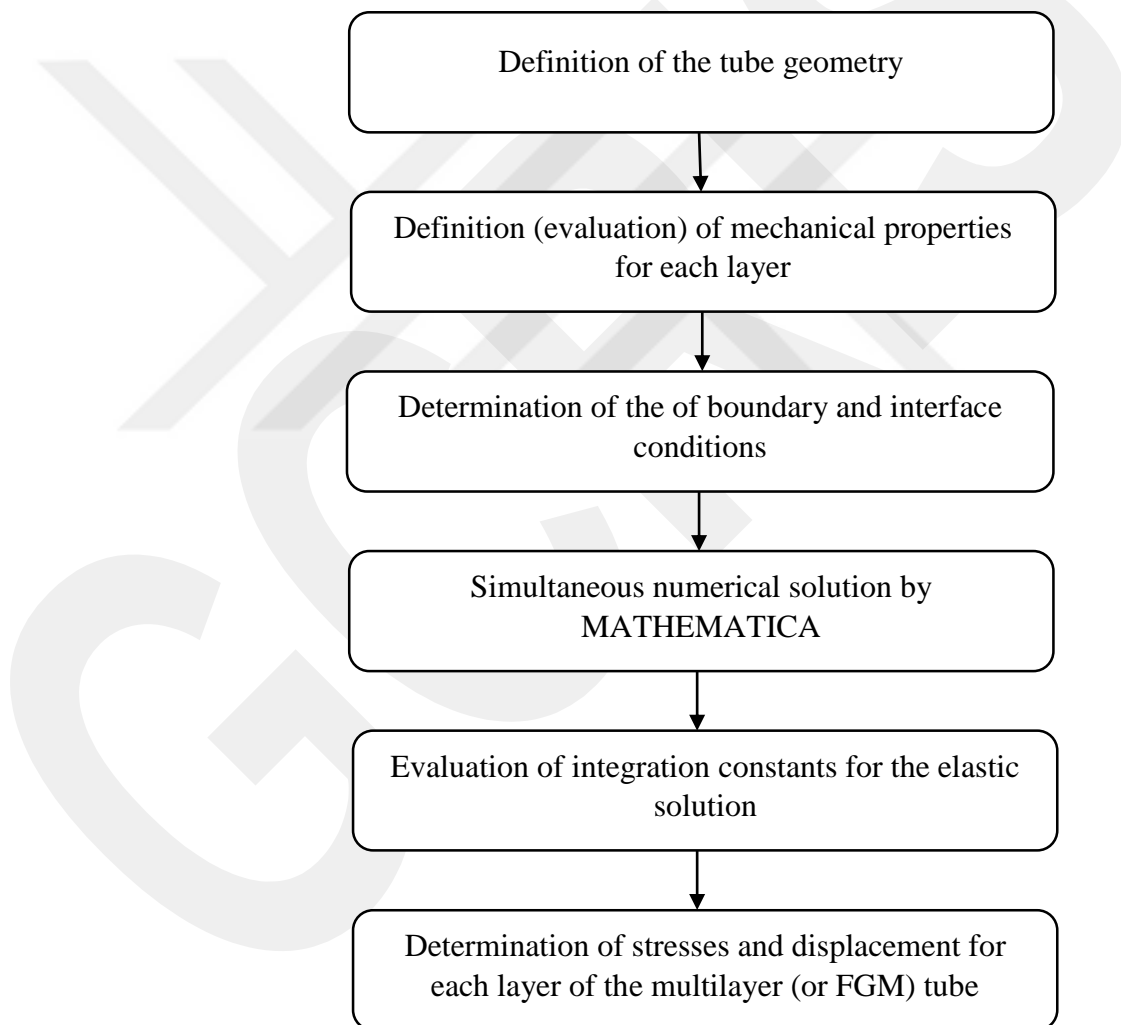 Definition of the tube geometry
Definition (evaluation) of mechanical properties
for each layer
Determination of the of boundary and interface
conditions
Simultaneous numerical solution by
MATHEMATICA
Evaluation of integration constants for the elastic
solution
Determination of stresses and displacement for
each layer of the multilayer (or FGM) tube